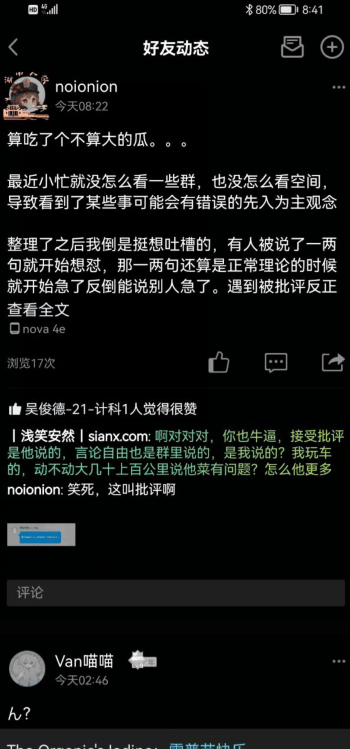 HD 4G 80% 8:41
好友动态
noionion
今天08:22
算吃了个不算大的瓜。。。
最近小忙就没怎么看一些群，也没怎么看空间，
导致看到了某些事可能会有错误的先入为主观念
整理了之后我倒是挺想吐槽的，有人被说了一两
句就开始想怼，那一两句还算是正常理论的时候
就开始急了反倒能说别人急了。遇到被批评反正
查看全文
nova 4e
浏览17次
吴俊德-21-计科1人觉得很赞
丨浅笑安然丨sianx.com: 啊对对对，你也牛逼，接受批评
是他说的，言论自由也是群里说的，是我说的？我玩车
的，动不动大几十上百公里说他菜有问题？怎么他更多
noionion: 笑死，这叫批评啊
评论
Van喵喵
今天02:46
ん?
The Organic's Iodine: 雷普节快乐